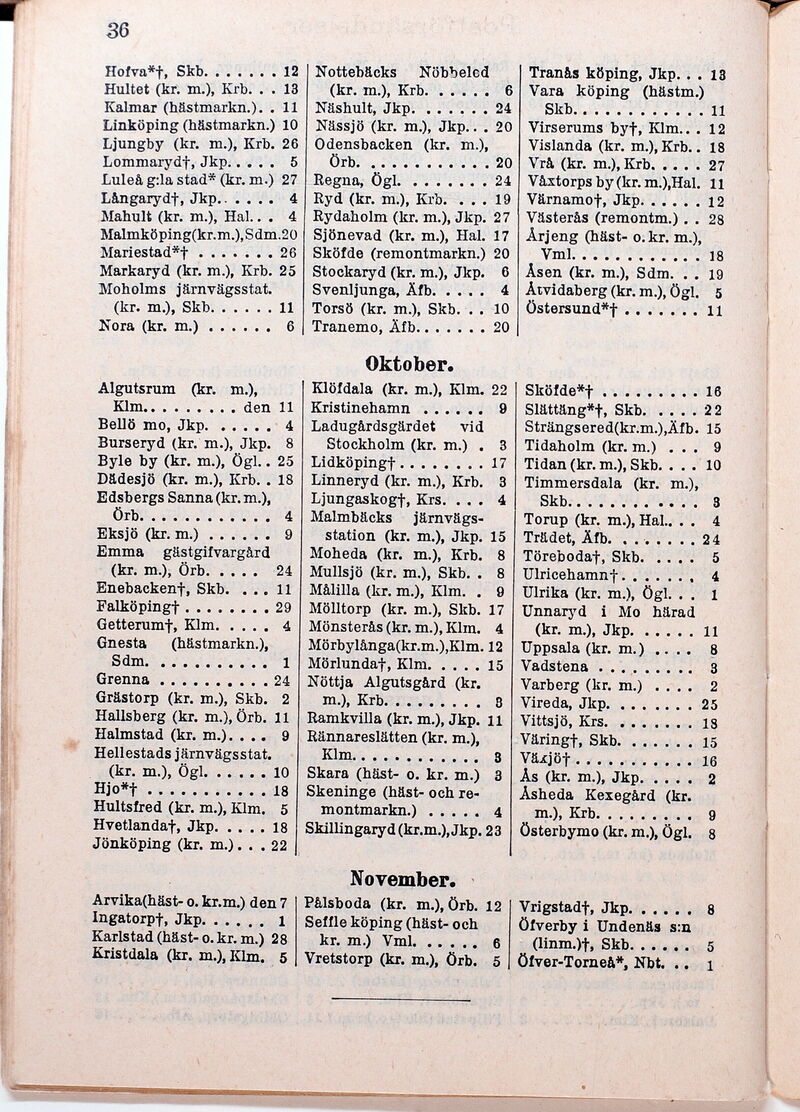 36
Hofva*†, Skb. . . . . . . 12
Hultet (kr. m.), Krb. . . 13
Kalmar (hästmarkn.). . 11
Linköping (hästmarkn.) 10
Ljungby (kr. m.), Krb. 26
Lommaryd†, Jkp. . . . . 5
Luleå g:la stad* (kr. m.) 27
Långaryd†, Jkp. . . . . . 4
Mahult (kr. m.), Hal. . . 4
Malmköping(kr.m.),Sdm.20
Mariestad*† . . . . . . . 26
Markaryd (kr. m.), Krb. 25
Moholms järnvägsstat.
(kr. m.), Skb. . . . . . 11
Nora (kr. m.) . . . . . . 6
Nottebäcks Nöbbeled
(kr. m.), Krb. . . . . . 6
Näshult, Jkp. . . . . . . 24
Nässjö (kr. m.), Jkp. . . 20
Odensbacken (kr. m.),
Örb. . . . . . . . . . . . 20
Regna, Ögl. . . . . . . . 24
Ryd (kr. m.), Krb. . . . 19
Rydaholm (kr. m.), Jkp. 27
Sjönevad (kr. m.), Hal. 17
Sköfde (remontmarkn.) 20
Stockaryd (kr. m.), Jkp. 6
Svenljunga, Äfb. . . . . 4
Torsö (kr. m.), Skb. . . 10
Tranemo, Äfb. . . . . . . 20
Tranås köping, Jkp. . . 13
Vara köping (hästm.)
Skb. . . . . . . . . . . . 11
Virserums by†, Klm. . . 12
Vislanda (kr. m.), Krb. . 18
Vrå (kr. m.), Krb. . . . . 27
Våxtorps by (kr. m.),Hal. 11
Värnamo†, Jkp. . . . . . 12
Västerås (remontm.) . . 28
Årjeng (häst- o. kr. m.),
Vml. . . . . . . . . . . . 18
Åsen (kr. m.), Sdm. . . 19
Åtvidaberg (kr. m.), Ögl. 5
Östersund*† . . . . . . . 11
Oktober.
Algutsrum (kr. m.),
Klm. . . . . . . . . den 11
Bellö mo, Jkp. . . . . . 4
Burseryd (kr. m.), Jkp. 8
Byle by (kr. m.), Ögl. . 25
Dädesjö (kr. m.), Krb. . 18
Edsbergs Sanna (kr. m.),
Örb. . . . . . . . . . . . 4
Eksjö (kr. m.) . . . . . . 9
Emma gästgifvargård
(kr. m.), Örb. . . . . 24
Enebacken†, Skb. . . . 11
Falköping† . . . . . . . . 29
Getterum†, Klm. . . . . 4
Gnesta (hästmarkn.),
Sdm. . . . . . . . . . . 1
Grenna . . . . . . . . . . 24
Grästorp (kr. m.), Skb. 2
Hallsberg (kr. m.), Örb. 11
Halmstad (kr. m.). . . . 9
Hellestads järnvägsstat.
(kr. m.), Ögl. . . . . . 10
Hjo*† . . . . . . . . . . . 18
Hultsfred (kr. m.), Klm. 5
Hvetlanda†, Jkp. . . . . 18
Jönköping (kr. m.). . . 22
Klöfdala (kr. m.), Klm. 22
Kristinehamn . . . . . . 9
Ladugårdsgärdet vid
Stockholm (kr. m.) . 3
Lidköping† . . . . . . . . 17
Linneryd (kr. m.), Krb. 3
Ljungaskog†, Krs. . . . 4
Malmbäcks järnvägs-
station (kr. m.), Jkp. 15
Moheda (kr. m.), Krb. 8
Mullsjö (kr. m.), Skb. . 8
Målilla (kr. m.), Klm. . 9
Mölltorp (kr. m.), Skb. 17
Mönsterås (kr. m.), Klm. 4
Mörbylånga(kr.m.),Klm. 12
Mörlunda†, Klm. . . . . 15
Nöttja Algutsgård (kr.
m.), Krb. . . . . . . . . 3
Ramkvilla (kr. m.), Jkp. 11
Rännareslätten (kr. m.),
Klm. . . . . . . . . . . . 3
Skara (häst- o. kr. m.) 3
Skeninge (häst- och re-
montmarkn.) . . . . . 4
Skillingaryd (kr.m.),Jkp. 23
Sköfde*† . . . . . . . . . 16
Slättäng*†, Skb. . . . . 22
Strängsered(kr.m.),Äfb. 15
Tidaholm (kr. m.) . . . 9
Tidan (kr. m.), Skb. . . . 10
Timmersdala (kr. m.),
Skb. . . . . . . . . . . . 3
Torup (kr. m.), Hal. . . . 4
Trädet, Äfb. . . . . . . . 24
Töreboda†, Skb. . . . . 5
Ulricehamn† . . . . . . . 4
Ulrika (kr. m.), Ögl. . . 1
Unnaryd i Mo härad
(kr. m.), Jkp. . . . . . 11
Uppsala (kr. m.) . . . . 8
Vadstena . . . . . . . . . 3
Varberg (kr. m.) . . . . 2
Vireda, Jkp. . . . . . . . 25
Vittsjö, Krs. . . . . . . . 18
Väring†, Skb. . . . . . . 15
Växjö† . . . . . . . . . . . 16
Ås (kr. m.), Jkp. . . . . 2
Åsheda Kexegård (kr.
m.), Krb. . . . . . . . . 9
Österbymo (kr. m.), Ögl. 8
November.
Arvika(häst- o. kr.m.) den 7
Ingatorp†, Jkp. . . . . . 1
Karlstad (häst- o. kr. m.) 28
Kristdala (kr. m.), Klm. 5
Pålsboda (kr. m.), Örb. 12
Seffle köping (häst- och
kr. m.) Vml. . . . . . . 6
Vretstorp (kr. m.), Örb. 5
Vrigstad†, Jkp. . . . . . 8
Öfverby i Undenäs s:n
(linm.)†, Skb. . . . . . 5
Öfver-Torneå*, Nbt. . . 1